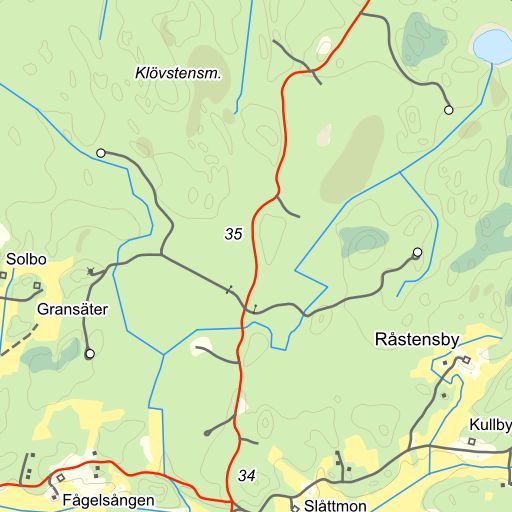 Klövstensm.
35
Solbo
Gransäter
Råstensby
Kullby
34
Fågelsången
Slåttmon